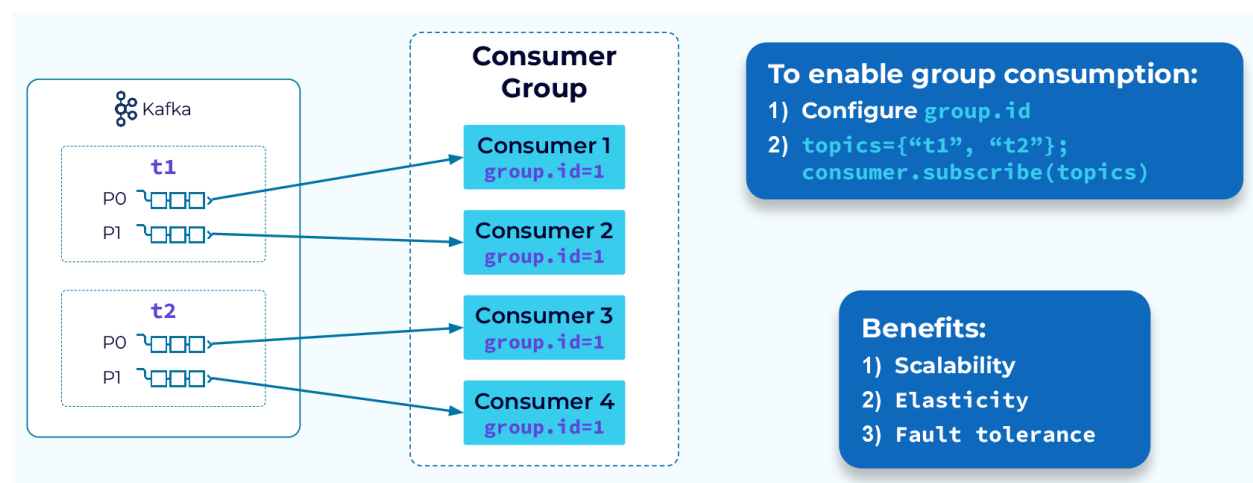 Kafka
t1
P0
P1
t2
P0
P1
Consumer
Group
Consumer 1
group.id=1
Consumer 2
group.id=1
Consumer 3
group.id=1
Consumer 4
group.id=1
To enable group consumption:
1) Configure group.id
2) topics={“t1”, “t2”};
consumer.subscribe(topics)
Benefits:
1) Scalability
2) Elasticity
3) Fault tolerance